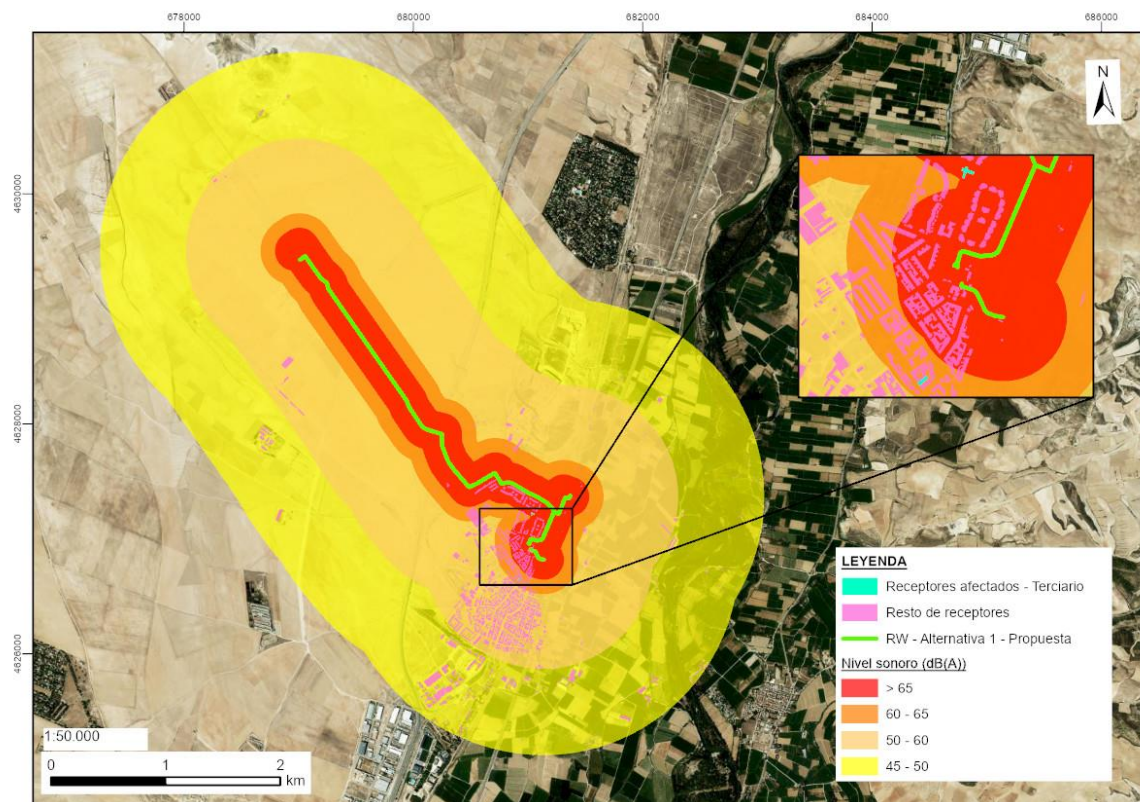 678000
680000
682000
684000
686000
4630000
4628000
4626000
N
1:50.000
0 1 2
km
LEYENDA
Receptores afectados - Terciario
Resto de receptores
RW - Alternativa 1 - Propuesta
Nivel sonoro (dB(A))
> 65
60 - 65
50 - 60
45 - 50